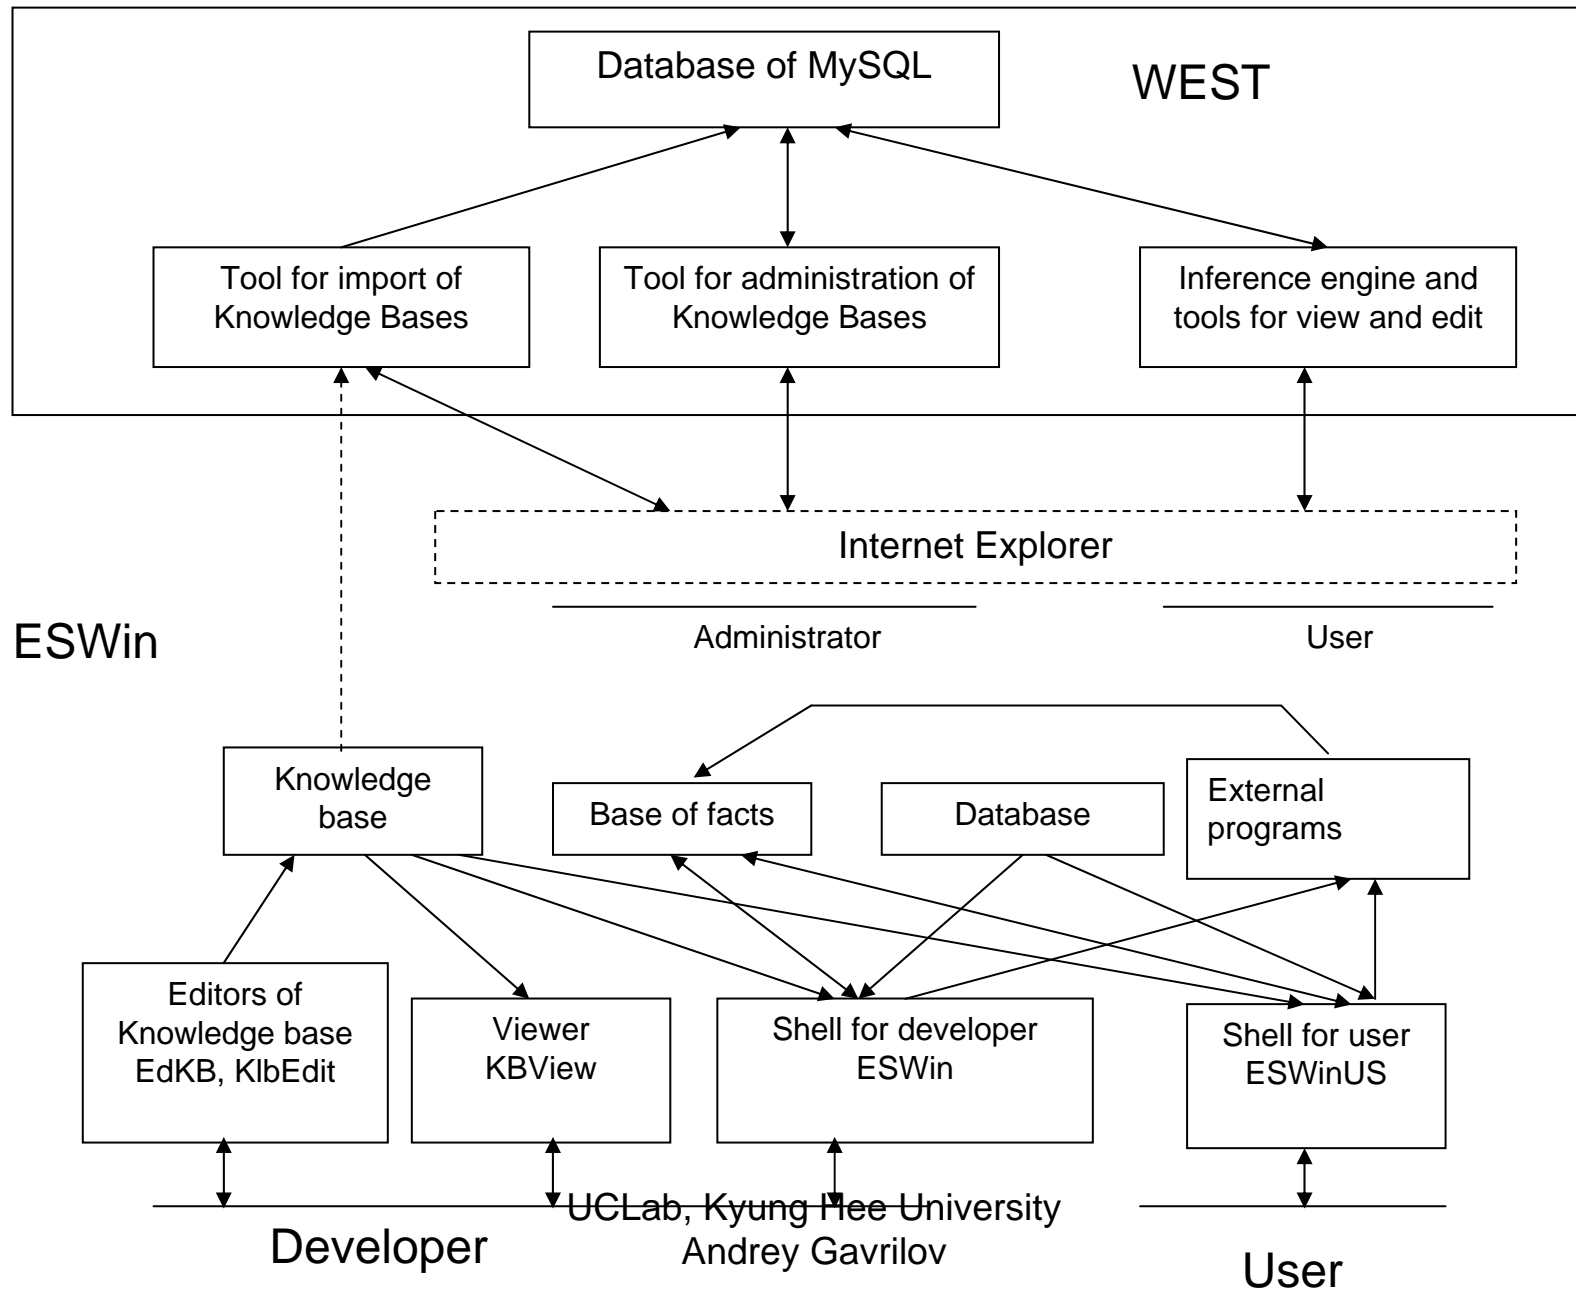 Database of MySQL
WEST
Tool for import of
Knowledge Bases
Tool for administration of
Knowledge Bases
Inference engine and
tools for view and edit
Internet Explorer
Administrator
User
ESWin
Knowledge
base
Base of facts
Database
External
programs
Editors of
Knowledge base
EdKB, KlbEdit
Viewer
KBView
Shell for developer
ESWin
Shell for user
ESWinUS
Developer
UCLab, Kyung Hee University
Andrey Gavrilov
User